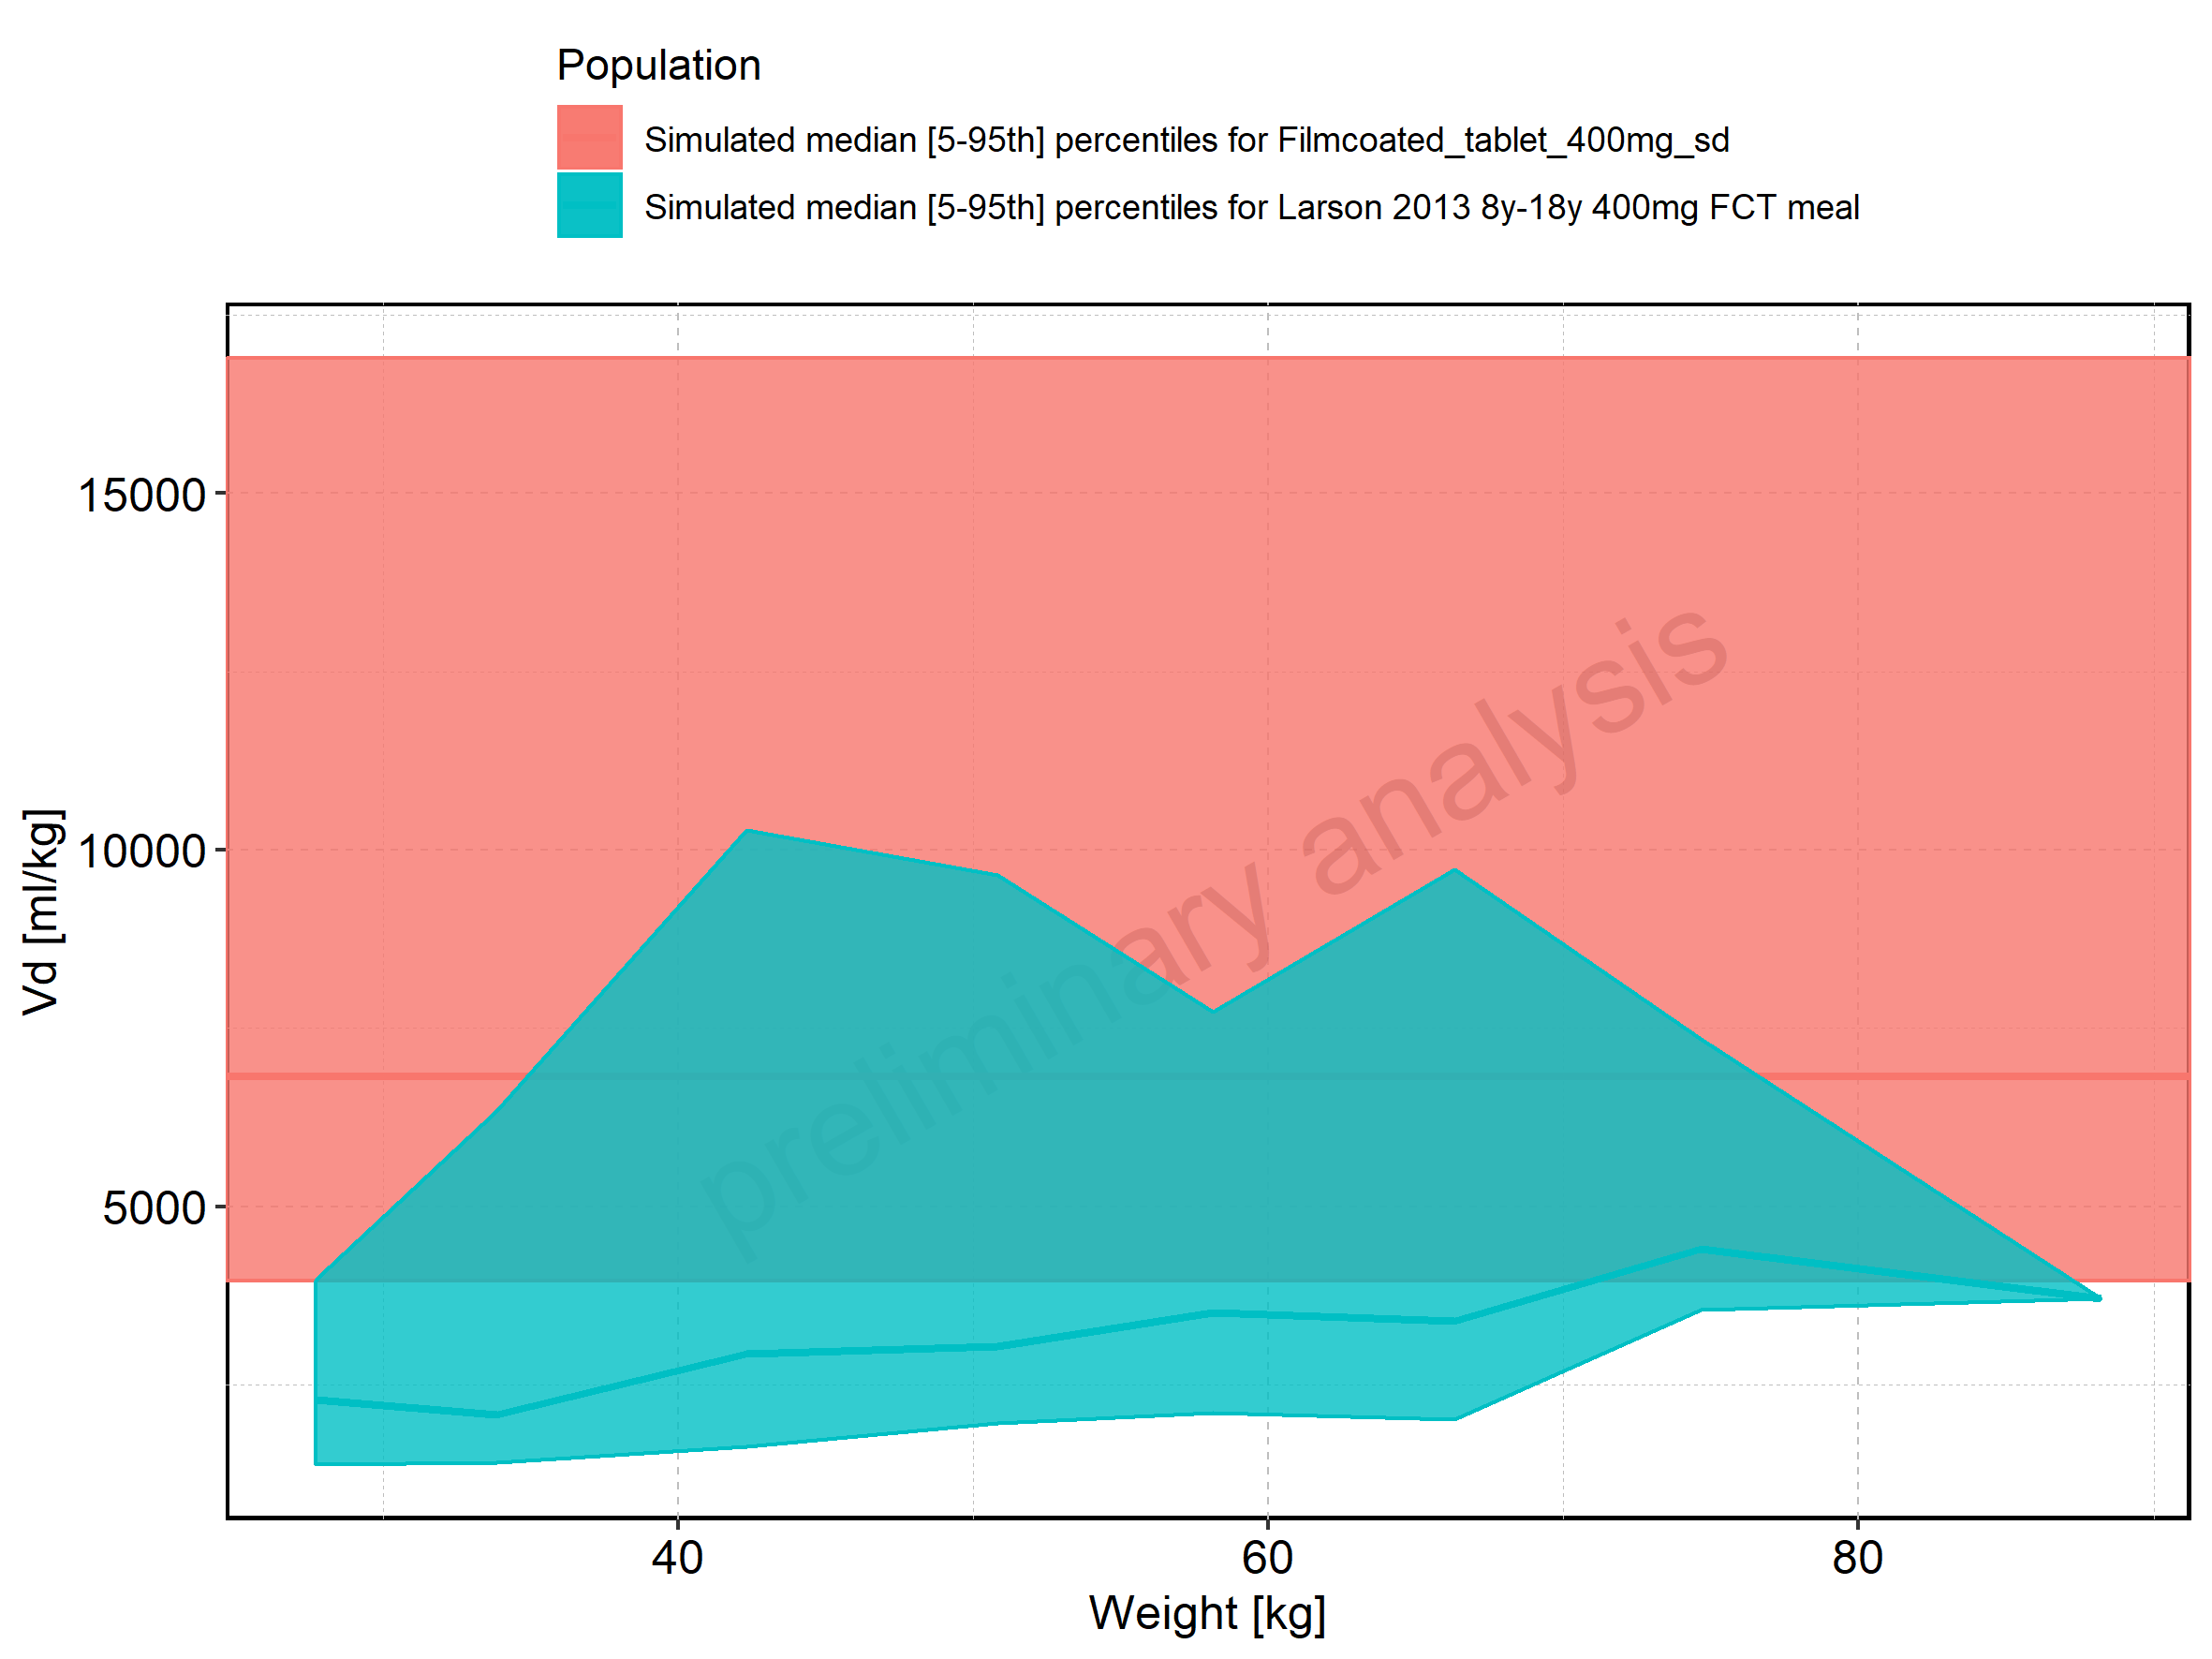 Population
Simulated median [5-95th] percentiles for Filmcoated_tablet_400mg_sd
Simulated median [5-95th] percentiles for Larson 2013 8y-18y 400mg FCT meal
15000
10000
5000
Vd [ml/kg]
preliminary analysis
40 60 80
Weight [kg]